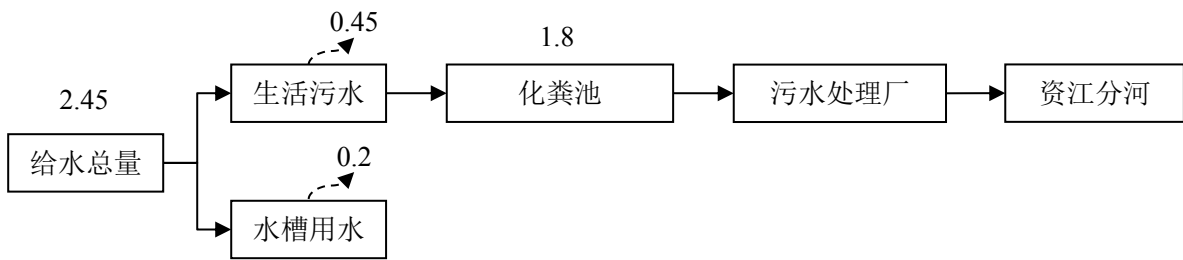 0.45
1.8
生活污水
化粪池
污水处理厂
资江分河
2.45
给水总量
0.2
水槽用水